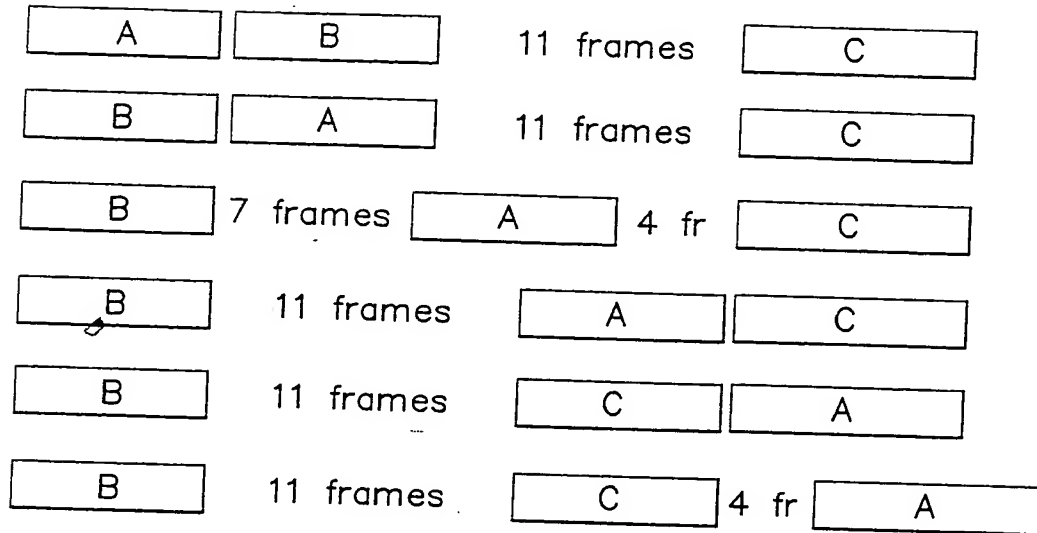 A B 11 frames C
B A 11 frames C
B 7 frames A 4 fr C
B 11 frames A C
B 11 frames C A
B 11 frames C 4 fr A